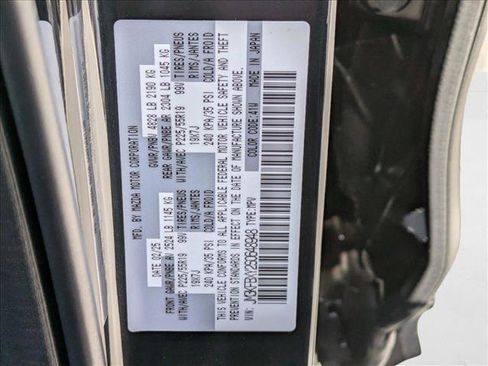 MFD. BY MAZDA MOTOR CORPORATION
DATE 02/25 GWVR/PNBV 4828 LB 2190 KG
FRONT GAWR/PNBE AV 2524 LB 1145 KG REAR GAWR/PNBE AR 2304 LB 1045 KG
WITH/AVEC P225/55R19 99V TIRES/PNEUS WITH/AVEC P225/55R19 99V TIRES/PNEUS
19X7J RIMS/JANTES 19X7J RIMS/JANTES
240 KPA/35 PSI COLD/A FROID 240 KPA/35 PSI COLD/A FROID
THIS VEHICLE CONFORMS TO ALL APPLICABLE FEDERAL MOTOR VEHICLE SAFETY AND THEFT
PREVENTION STANDARDS IN EFFECT ON THE DATE OF MANUFACTURE SHOWN ABOVE.
VIN: TYPE:MPV COLOR CODE:41W MADE IN JAPAN